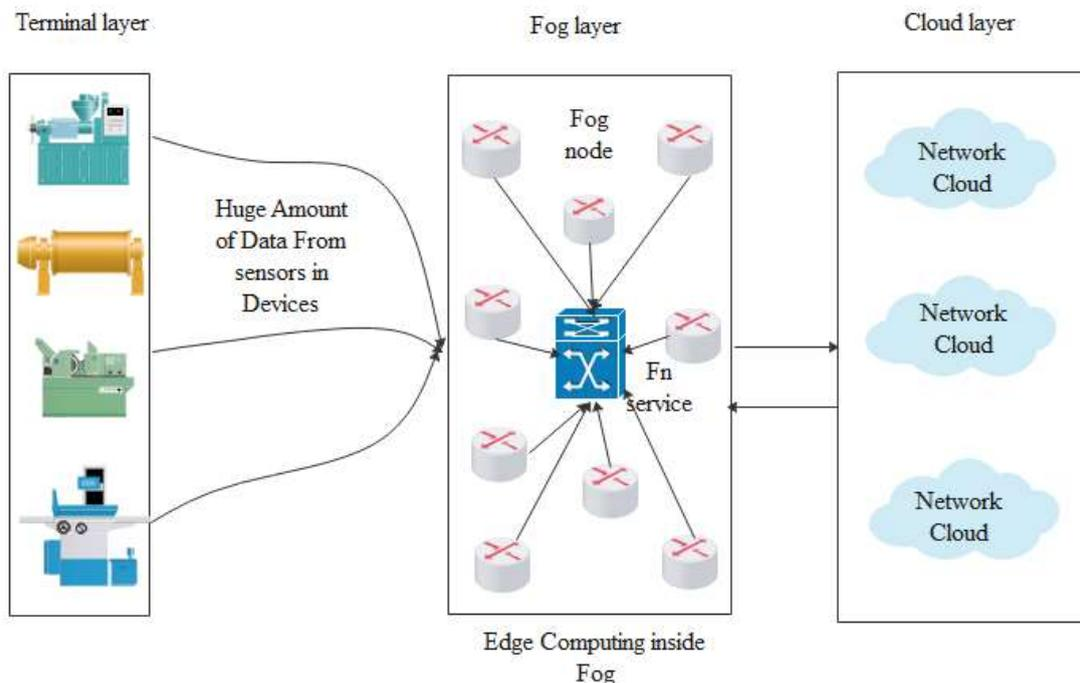 Terminal layer
Fog layer
Cloud layer
Huge Amount
of Data From
sensors in
Devices
Fog
node
Fn
service
Edge Computing inside
Fog
Network
Cloud
Network
Cloud
Network
Cloud